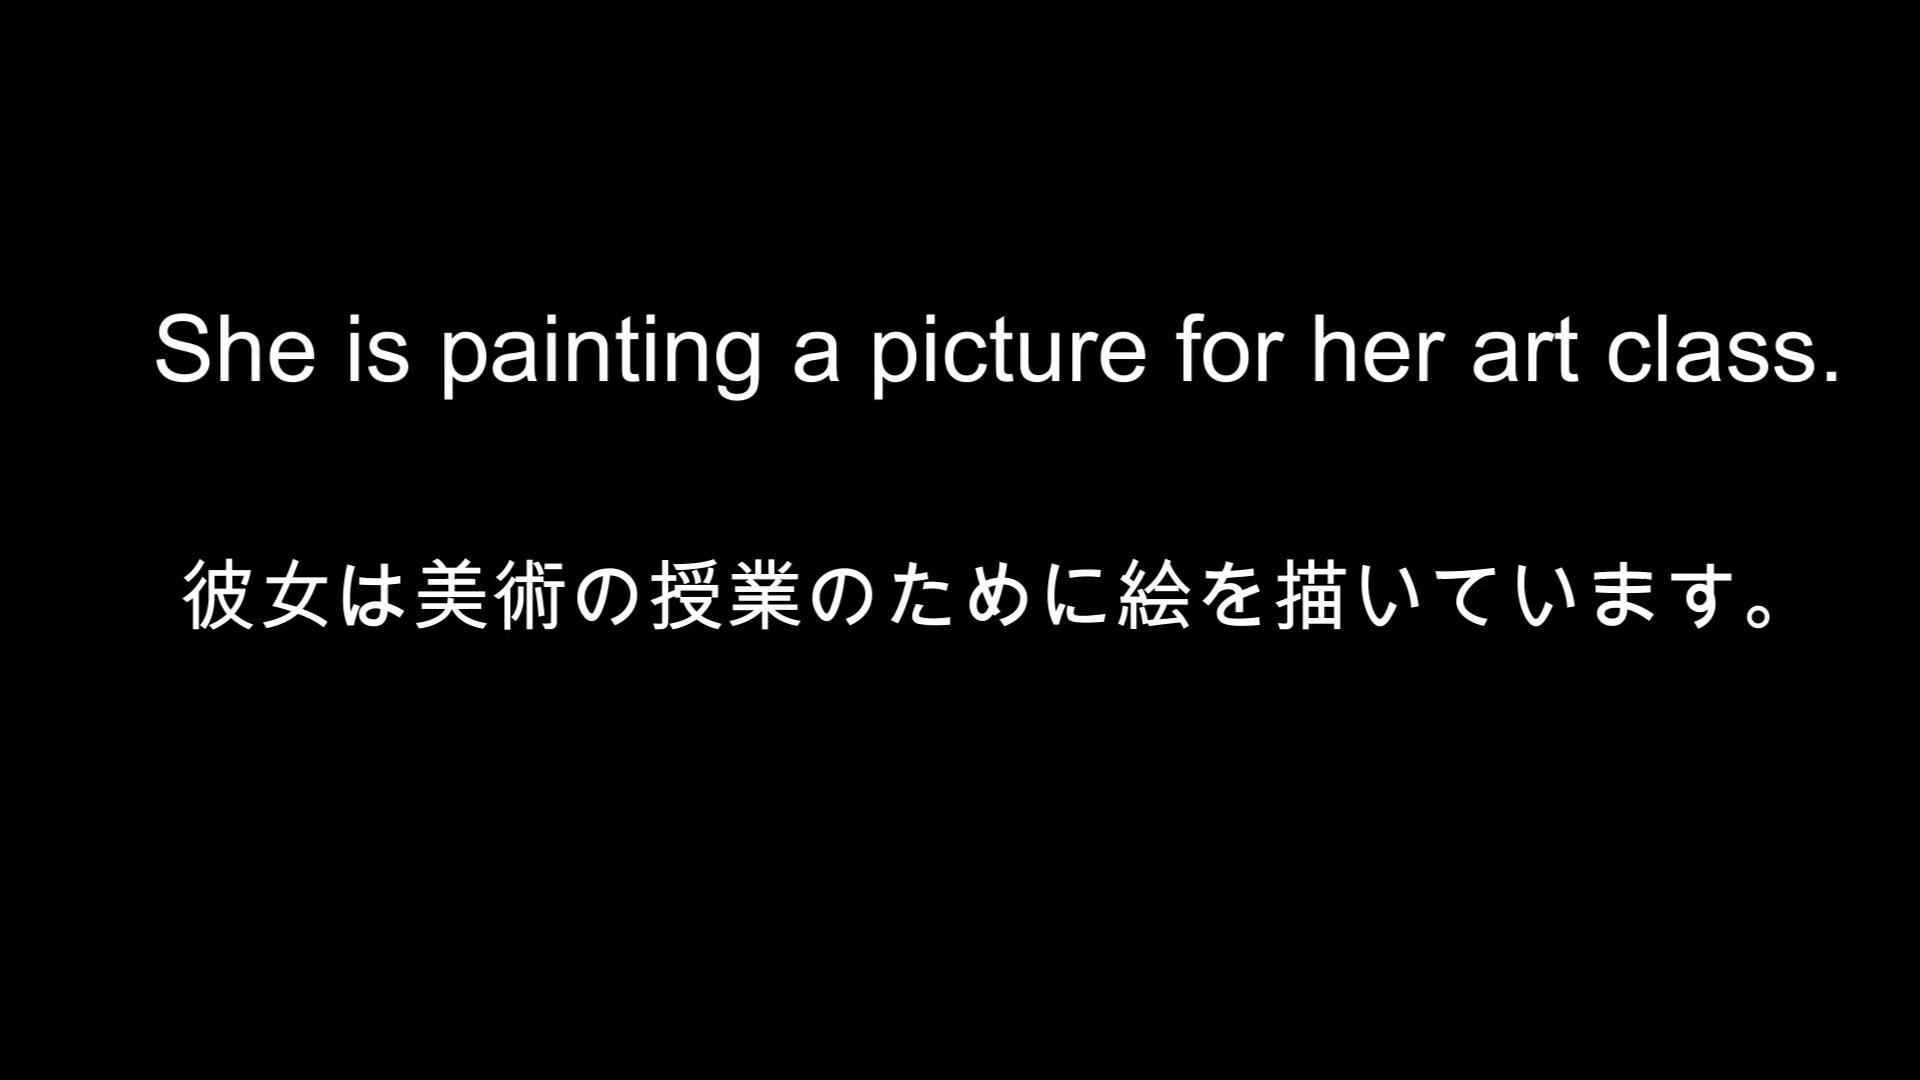 She is painting a picture for her art class.
彼女は美術の授業のために絵を描いています。